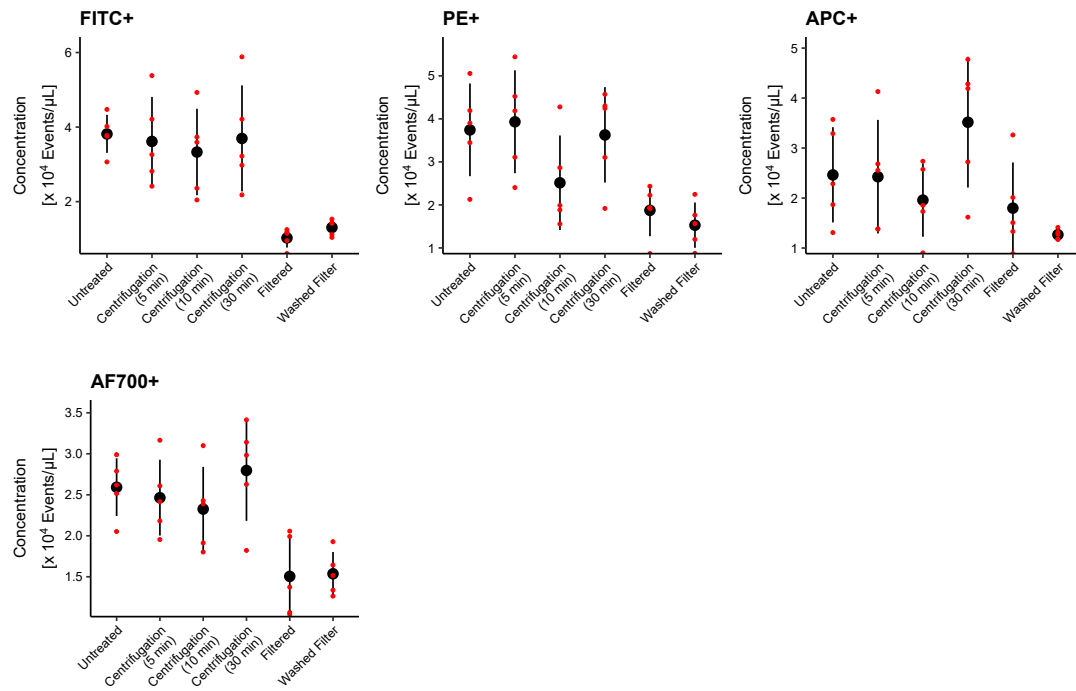 FITC+
Concentration
[x 10⁴ Events/µL]
6
4
2
Untreated
Centrifugation
(5 min)
Centrifugation
(10 min)
Centrifugation
(30 min)
Filtered
Washed Filter
PE+
Concentration
[x 10⁴ Events/µL]
5
4
3
2
1
Untreated
Centrifugation
(5 min)
Centrifugation
(10 min)
Centrifugation
(30 min)
Filtered
Washed Filter
APC+
Concentration
[x 10⁴ Events/µL]
5
4
3
2
1
Untreated
Centrifugation
(5 min)
Centrifugation
(10 min)
Centrifugation
(30 min)
Filtered
Washed Filter
AF700+
Concentration
[x 10⁴ Events/µL]
3.5
3.0
2.5
2.0
1.5
Untreated
Centrifugation
(5 min)
Centrifugation
(10 min)
Centrifugation
(30 min)
Filtered
Washed Filter